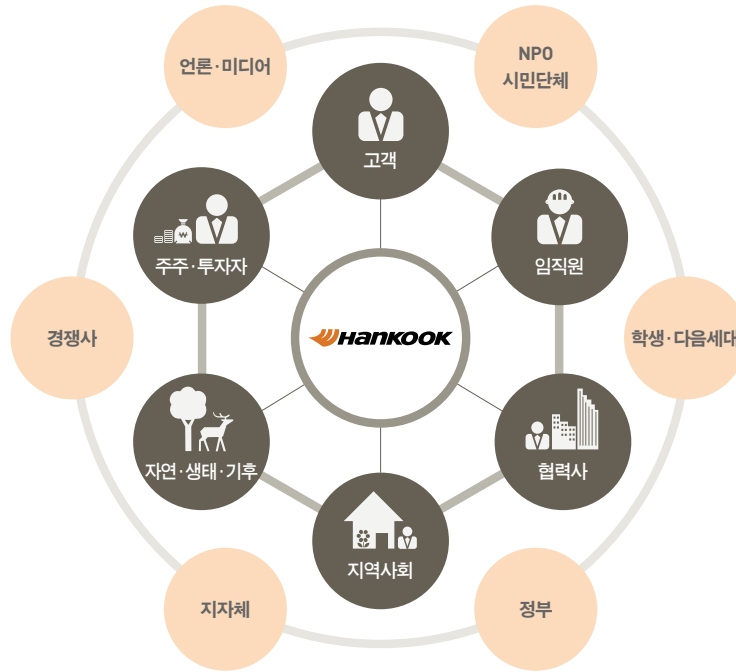 언론·미디어
NPO
시민단체
고객
주주·투자자
임직원
경쟁사
HANKOOK
학생·다음세대
자연·생태·기후
협력사
지역사회
지자체
정부